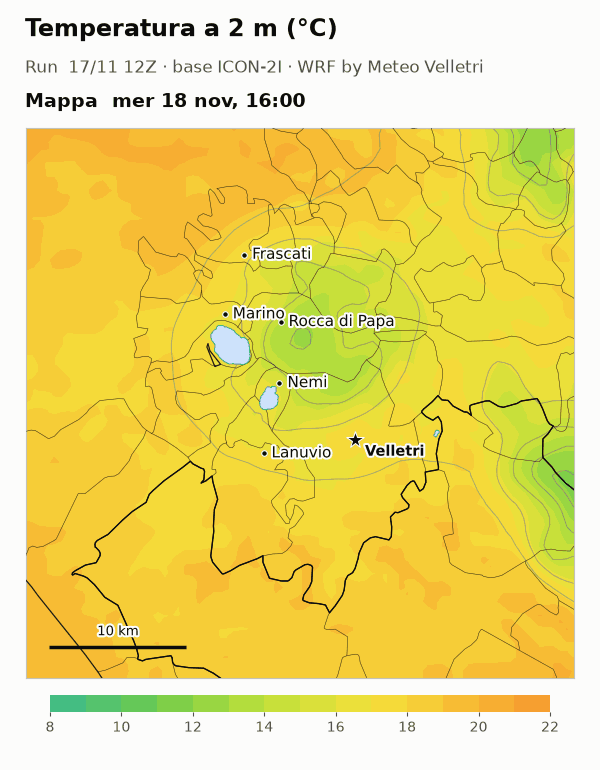 Temperatura a 2 m (°C)
Run  17/11 12Z · base ICON-2I · WRF by Meteo Velletri
Mappa  mer 18 nov, 16:00
Frascati
Marino
Rocca di Papa
Nemi
Lanuvio
Velletri
10 km
8 10 12 14 16 18 20 22